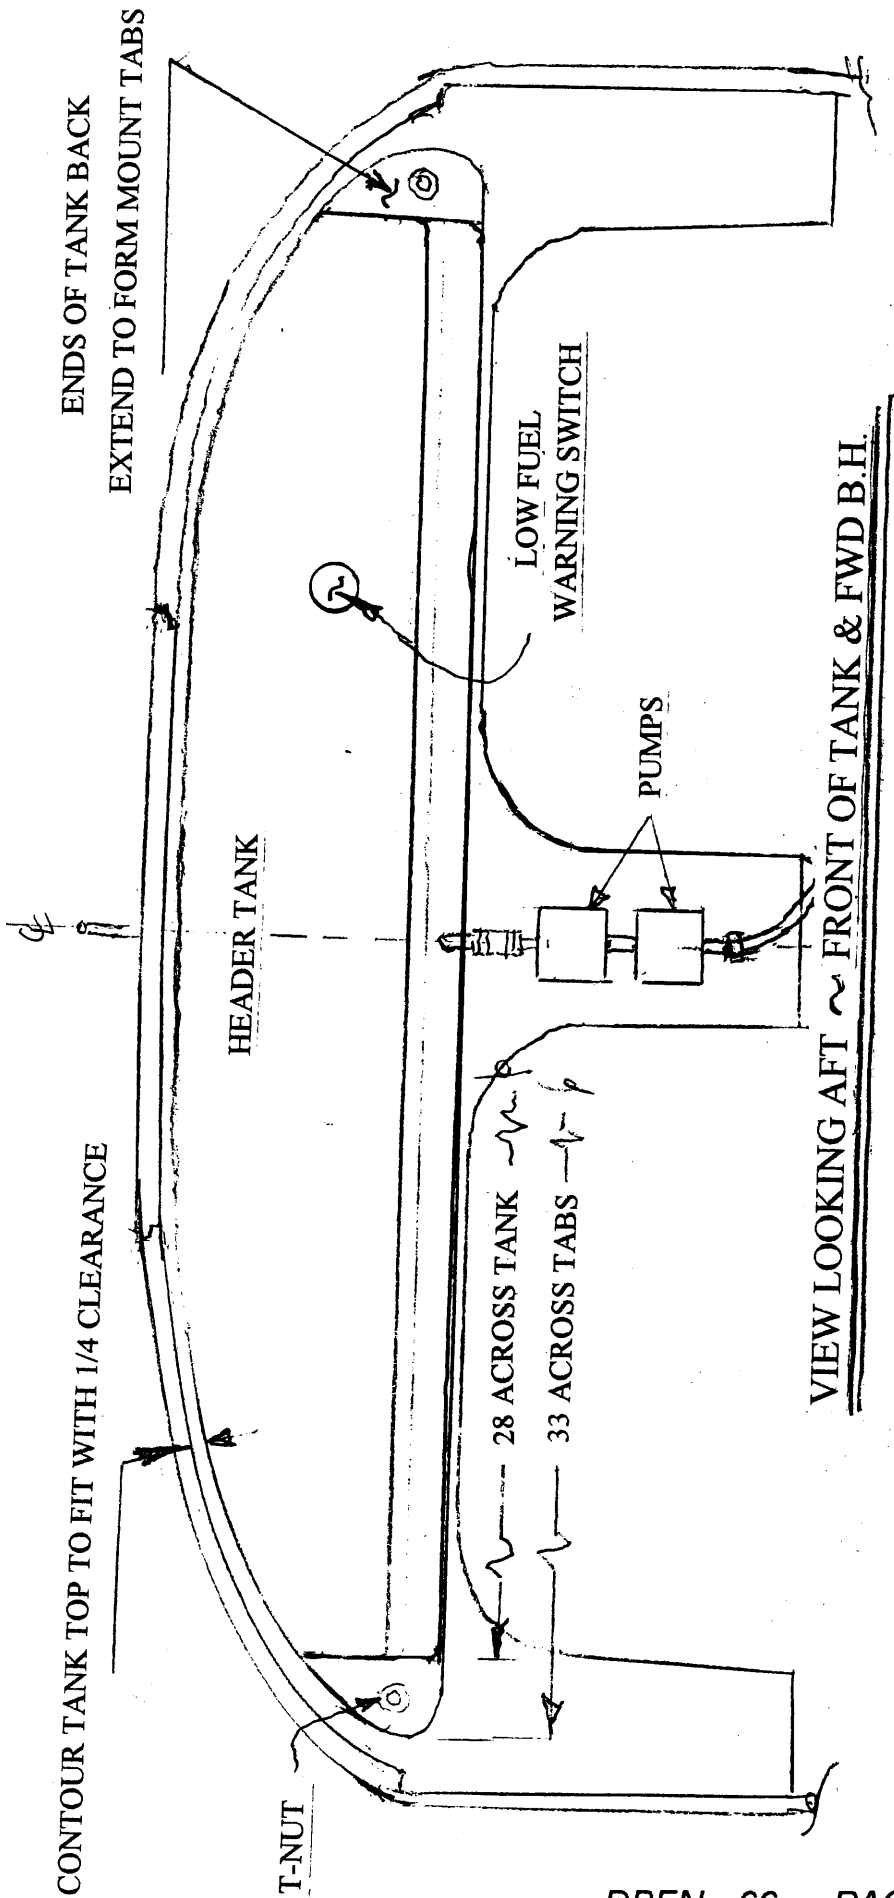 ENDS OF TANK BACK
EXTEND TO FORM MOUNT TABS
CONTOUR TANK TOP TO FIT WITH 1/4 CLEARANCE
HEADER TANK
T-NUT
LOW FUEL
WARNING SWITCH
PUMPS
28 ACROSS TANK
33 ACROSS TABS
VIEW LOOKING AFT ~ FRONT OF TANK & FWD B.H.